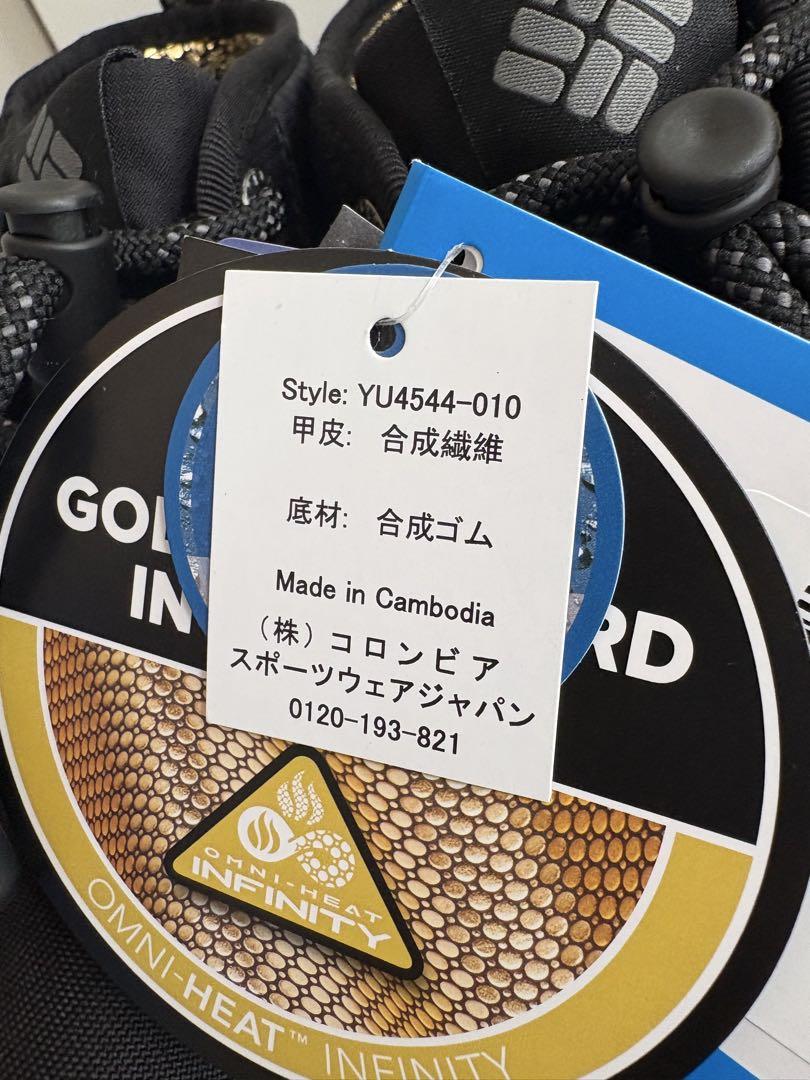 Style: YU4544-010
甲皮: 合成繊維
底材: 合成ゴム
Made in Cambodia
（株）コロンビア
スポーツウェアジャパン
0120-193-821
OMNI-HEAT
INFINITY
OMNI-HEAT™ INFINITY